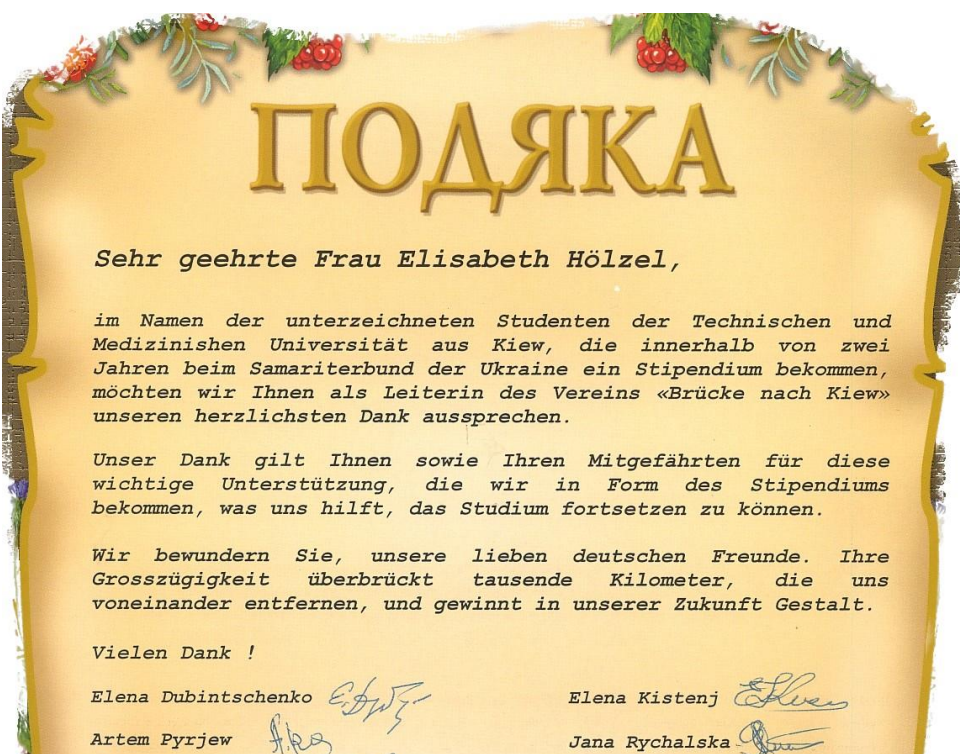 ПОДЯКА
Sehr geehrte Frau Elisabeth Hölzel,
im Namen der unterzeichneten Studenten der Technischen und
Medizinishen Universität aus Kiew, die innerhalb von zwei
Jahren beim Samariterbund der Ukraine ein Stipendium bekommen,
möchten wir Ihnen als Leiterin des Vereins «Brücke nach Kiew»
unseren herzlichsten Dank aussprechen.
Unser Dank gilt Ihnen sowie Ihren Mitgefährten für diese
wichtige Unterstützung, die wir in Form des Stipendiums
bekommen, was uns hilft, das Studium fortsetzen zu können.
Wir bewundern Sie, unsere lieben deutschen Freunde. Ihre
Grosszügigkeit überbrückt tausende Kilometer, die uns
voneinander entfernen, und gewinnt in unserer Zukunft Gestalt.
Vielen Dank !
Elena Dubintschenko Elena Kistenj
Artem Pyrjew Jana Rychalska